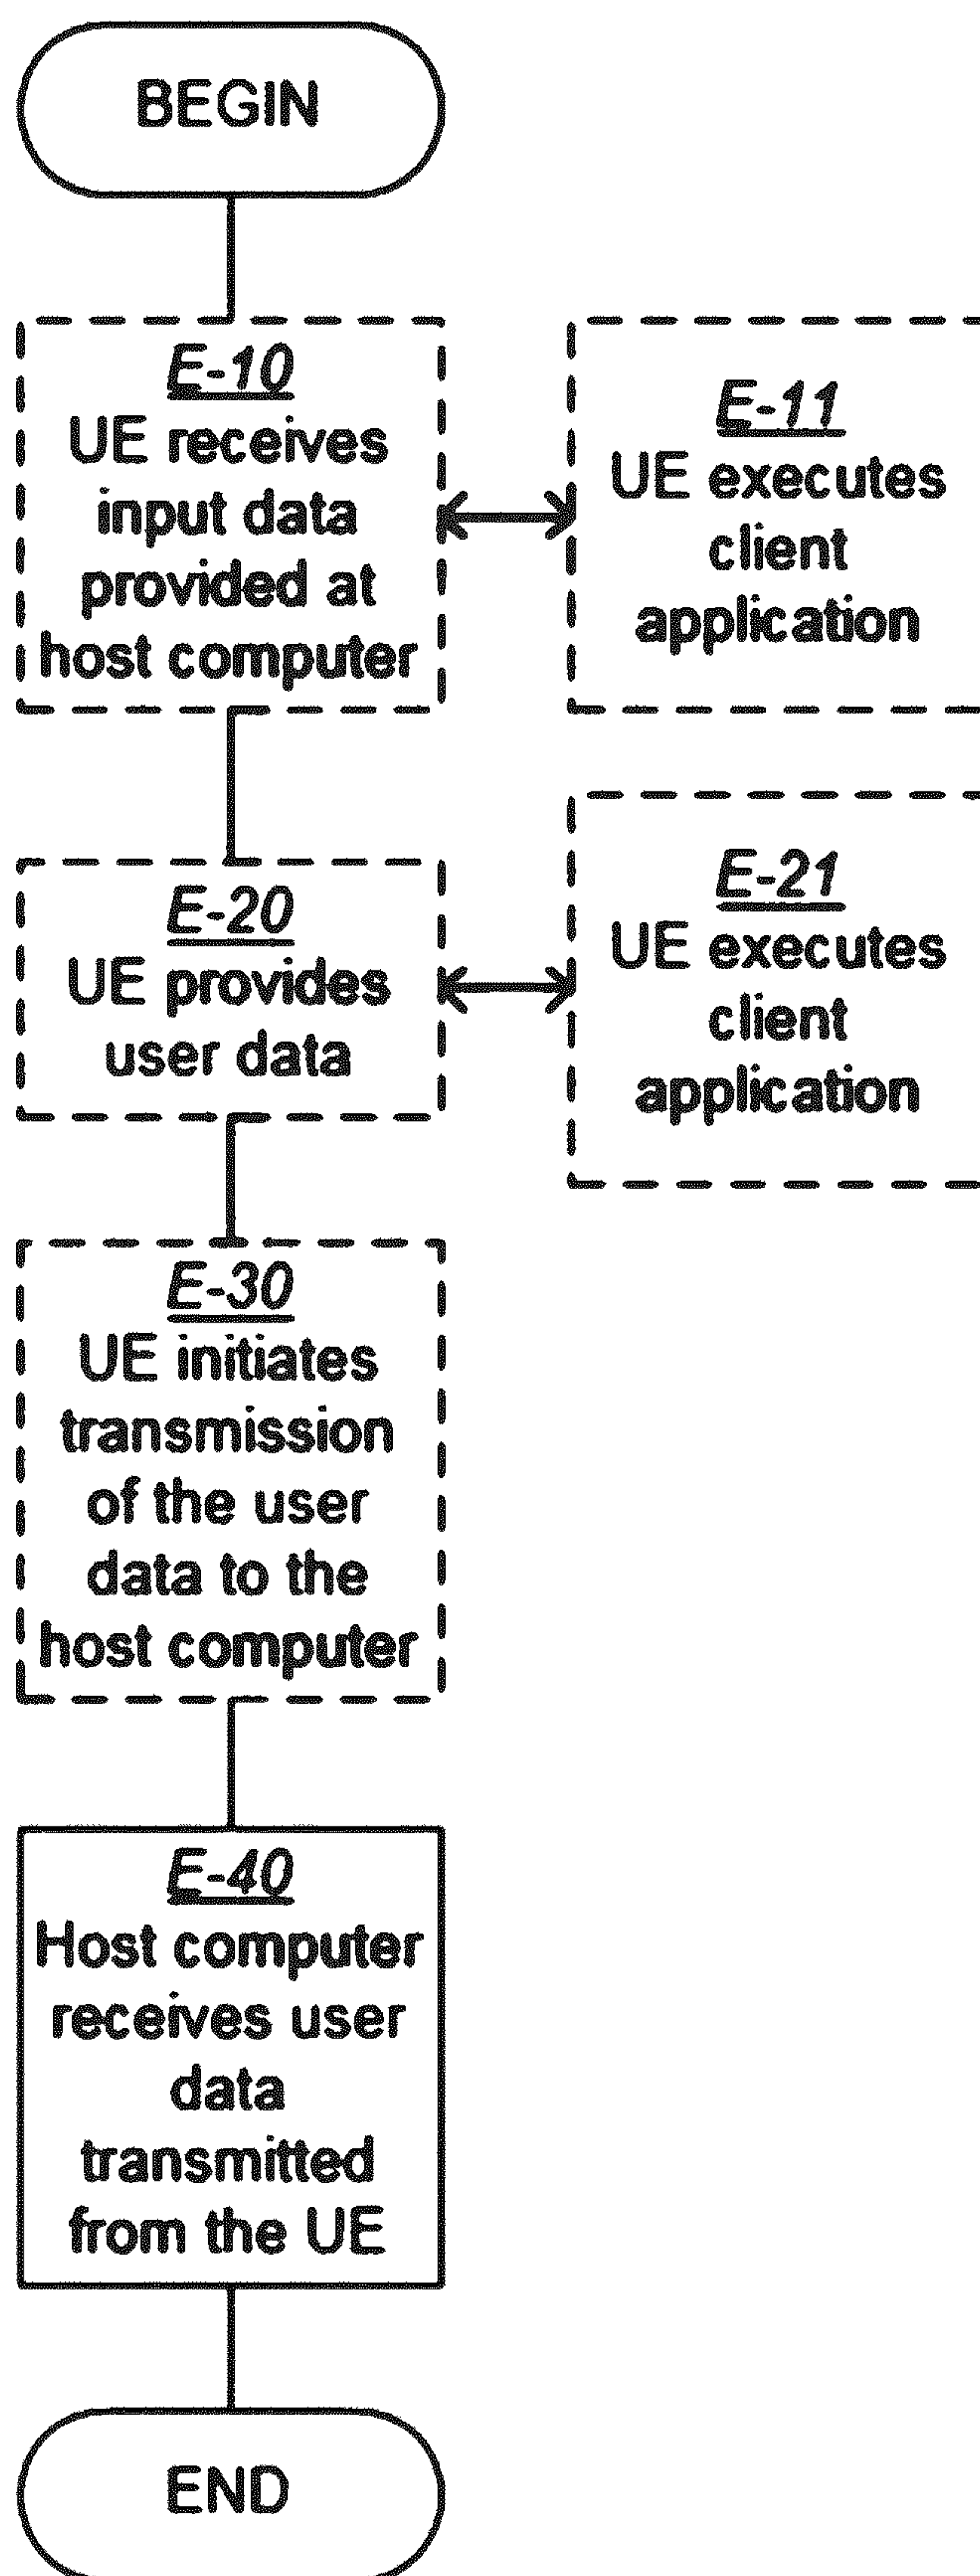 BEGIN
E-10
UE receives
input data
provided at
host computer
E-11
UE executes
client
application
E-20
UE provides
user data
E-21
UE executes
client
application
E-30
UE initiates
transmission
of the user
data to the
host computer
E-40
Host computer
receives user
data
transmitted
from the UE
END